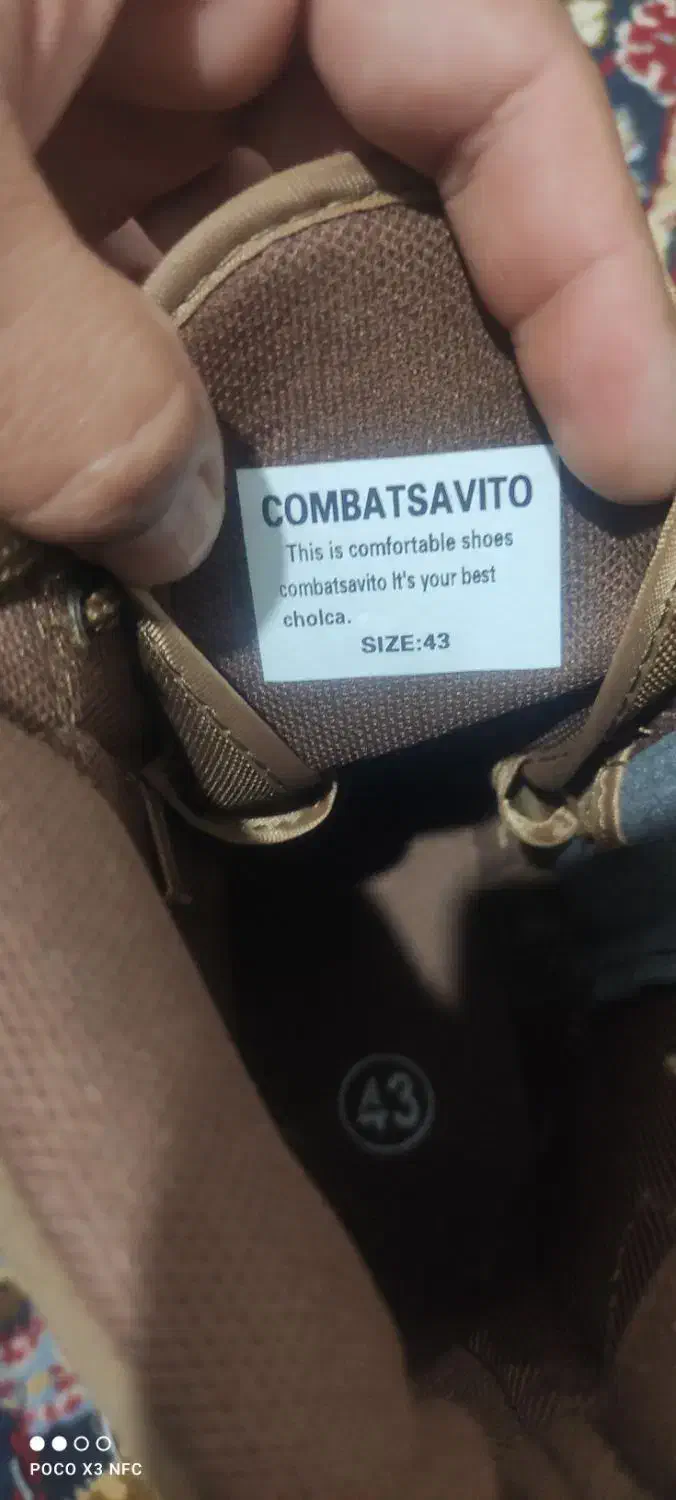 COMBATSAVITO
This is comfortable shoes
combatsavito It's your best
cholca.
SIZE:43
43
POCO X3 NFC